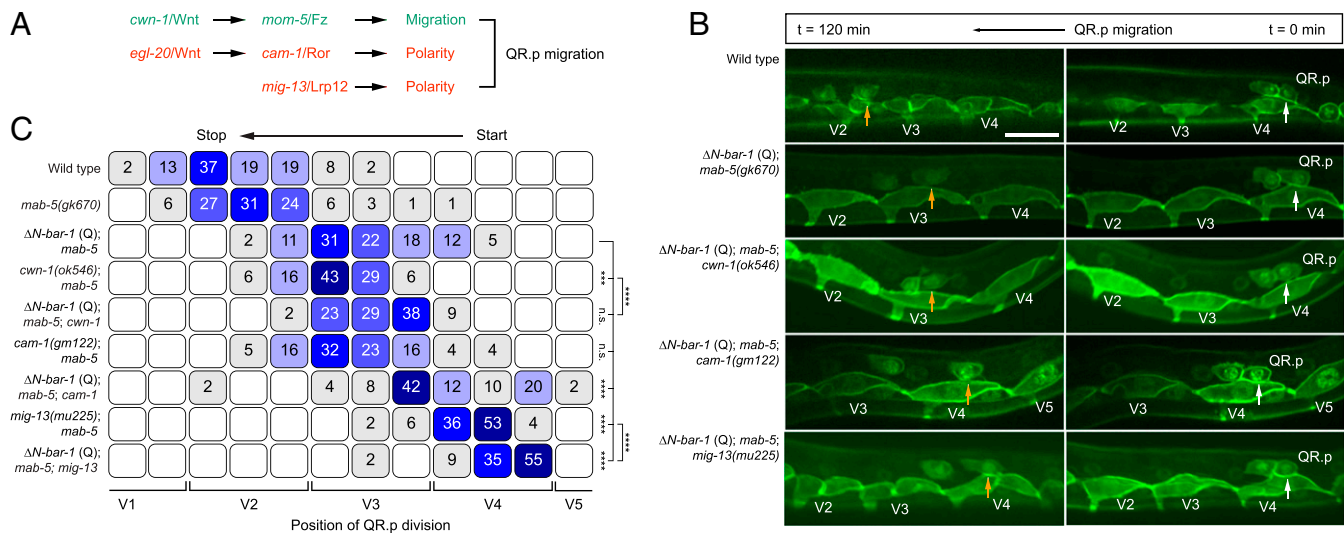 A
cwn-1/Wnt mom-5/Fz Migration
egl-20/Wnt cam-1/Ror Polarity
mig-13/Lrp12 Polarity
QR.p migration
B
t = 120 min QR.p migration t = 0 min
Wild type
QR.p
V2 V3 V4
V2 V3 V4
ΔN-bar-1 (Q);
mab-5(gk670)
QR.p
V2 V3 V4
V2 V3 V4
ΔN-bar-1 (Q); mab-5;
cwn-1(ok546)
QR.p
V2 V3 V4
V2 V3 V4
ΔN-bar-1 (Q); mab-5;
cam-1(gm122)
QR.p
V3 V4 V5
V3 V4 V5
ΔN-bar-1 (Q); mab-5;
mig-13(mu225)
QR.p
V2 V3 V4
V2 V3 V4
C
Stop Start
Wild type 2 13 37 19 19 8 2
mab-5(gk670) 6 27 31 24 6 3 1 1
ΔN-bar-1 (Q);
mab-5 2 11 31 22 18 12 5
cwn-1(ok546);
mab-5 6 16 43 29 6
ΔN-bar-1 (Q);
mab-5; cwn-1 2 23 29 38 9
cam-1(gm122);
mab-5 5 16 32 23 16 4 4
ΔN-bar-1 (Q);
mab-5; cam-1 2 4 8 42 12 10 20 2
mig-13(mu225);
mab-5 2 6 36 53 4
ΔN-bar-1 (Q);
mab-5; mig-13 2 9 35 55
***
****
n.s.
n.s.
****
****
****
****
V1 V2 V3 V4 V5
Position of QR.p division